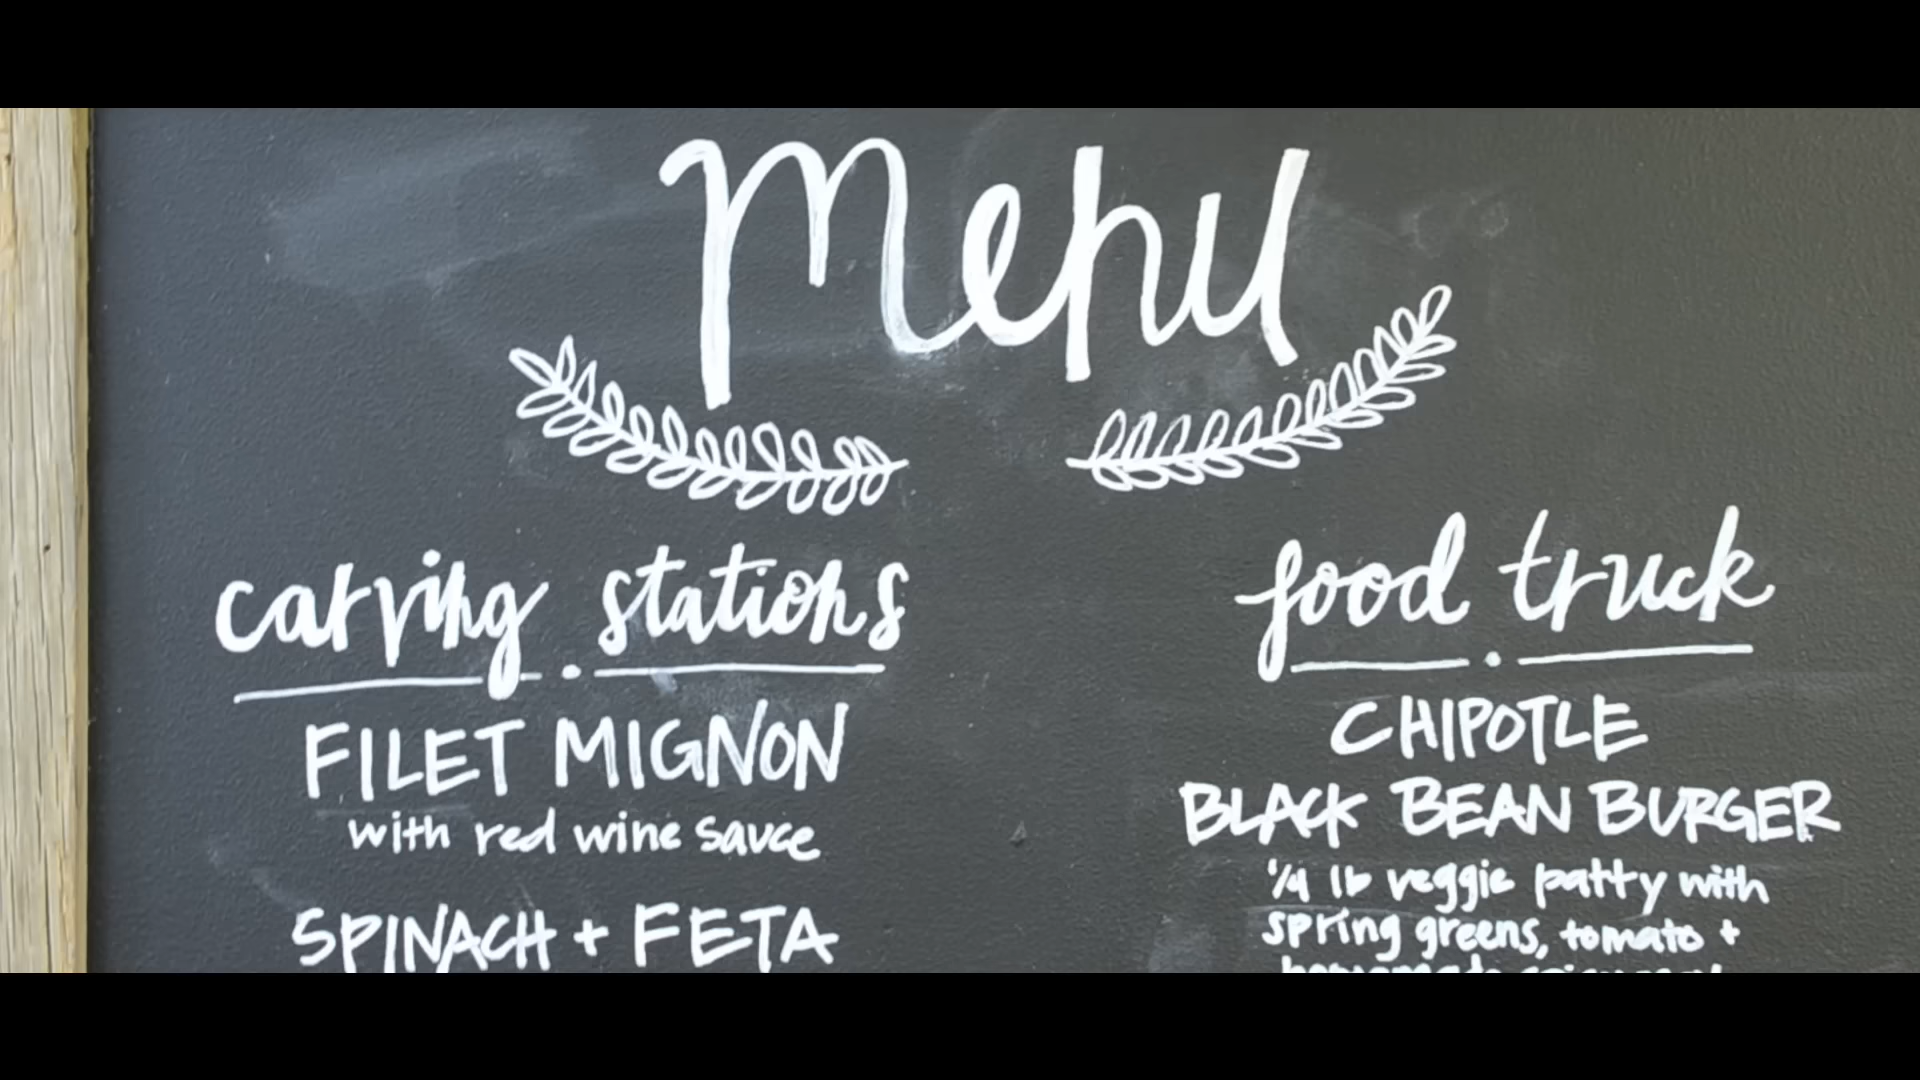 Menu
carving stations
FILET MIGNON
with red wine sauce
SPINACH + FETA
food truck
CHIPOTLE
BLACK BEAN BURGER
1/4 lb veggie patty with
spring greens, tomato +